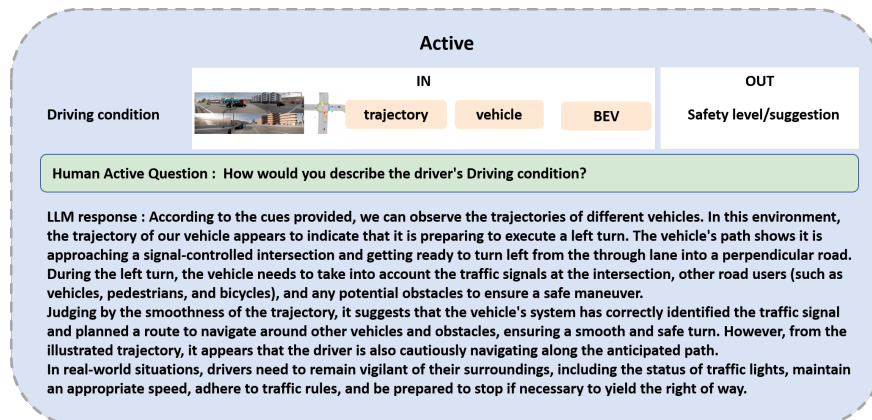 Active
IN
OUT
Driving condition
trajectory
vehicle
BEV
Safety level/suggestion
Human Active Question : How would you describe the driver's Driving condition?
LLM response : According to the cues provided, we can observe the trajectories of different vehicles. In this environment,
the trajectory of our vehicle appears to indicate that it is preparing to execute a left turn. The vehicle's path shows it is
approaching a signal-controlled intersection and getting ready to turn left from the through lane into a perpendicular road.
During the left turn, the vehicle needs to take into account the traffic signals at the intersection, other road users (such as
vehicles, pedestrians, and bicycles), and any potential obstacles to ensure a safe maneuver.
Judging by the smoothness of the trajectory, it suggests that the vehicle's system has correctly identified the traffic signal
and planned a route to navigate around other vehicles and obstacles, ensuring a smooth and safe turn. However, from the
illustrated trajectory, it appears that the driver is also cautiously navigating along the anticipated path.
In real-world situations, drivers need to remain vigilant of their surroundings, including the status of traffic lights, maintain
an appropriate speed, adhere to traffic rules, and be prepared to stop if necessary to yield the right of way.